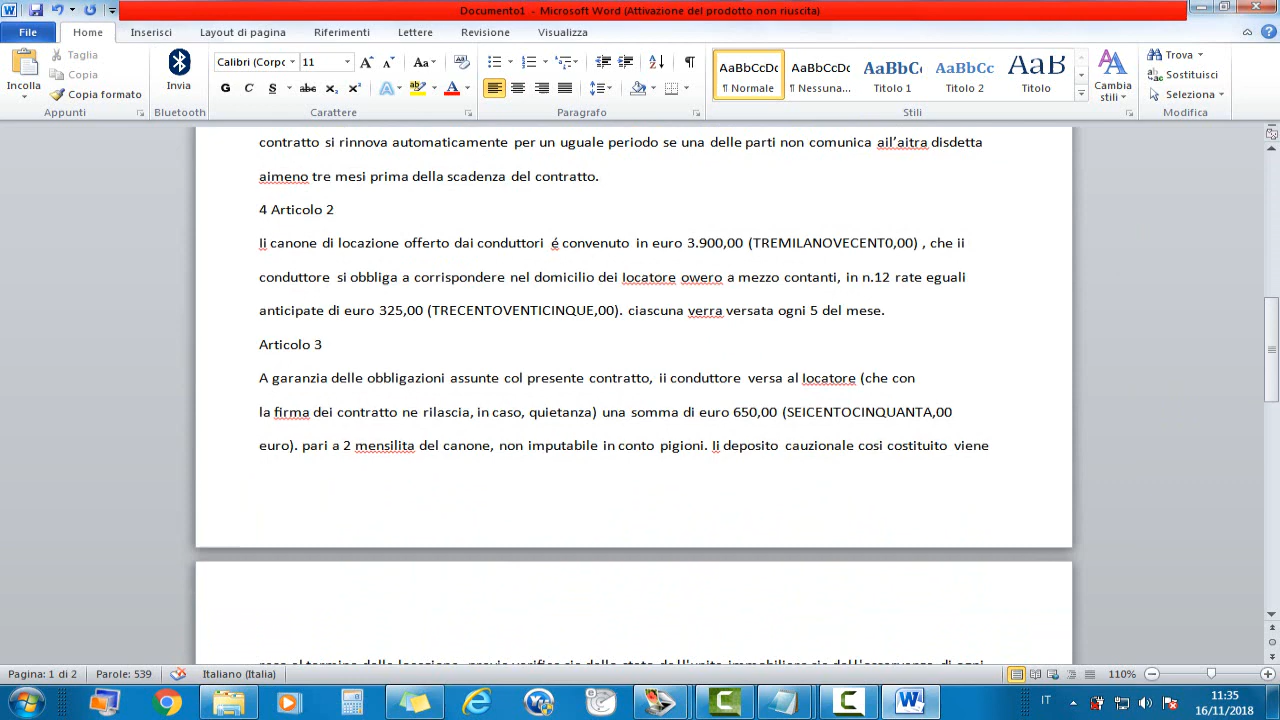 Documento1 - Microsoft Word (Attivazione del prodotto non riuscita)
File Home Inserisci Layout di pagina Riferimenti Lettere Revisione Visualizza
Incolla
Taglia
Copia
Copia formato
Appunti
Invia
Bluetooth
Calibri (Corpo 11
G C S abc x₂ x²
Carattere
Paragrafo
AaBbCcDc AaBbCcDc AaBbCc AaBbCc AaB
¶ Normale ¶ Nessuna... Titolo 1 Titolo 2 Titolo
Cambia stili
Stili
Trova
Sostituisci
Seleziona
Modifica
contratto si rinnova automaticamente per un uguale periodo se una delle parti non comunica ail'aitra disdetta
aimeno tre mesi prima della scadenza del contratto.
4 Articolo 2
Ii canone di locazione offerto dai conduttori é convenuto in euro 3.900,00 (TREMILANOVECENT0,00) , che ii
conduttore si obbliga a corrispondere nel domicilio dei locatore owero a mezzo contanti, in n.12 rate eguali
anticipate di euro 325,00 (TRECENTOVENTICINQUE,00). ciascuna verra versata ogni 5 del mese.
Articolo 3
A garanzia delle obbligazioni assunte col presente contratto, ii conduttore versa al locatore (che con
la firma dei contratto ne rilascia, in caso, quietanza) una somma di euro 650,00 (SEICENTOCINQUANTA,00
euro). pari a 2 mensilita del canone, non imputabile in conto pigioni. Ii deposito cauzionale cosi costituito viene
Pagina: 1 di 2 Parole: 539 Italiano (Italia) 110%
IT 11:35
16/11/2018